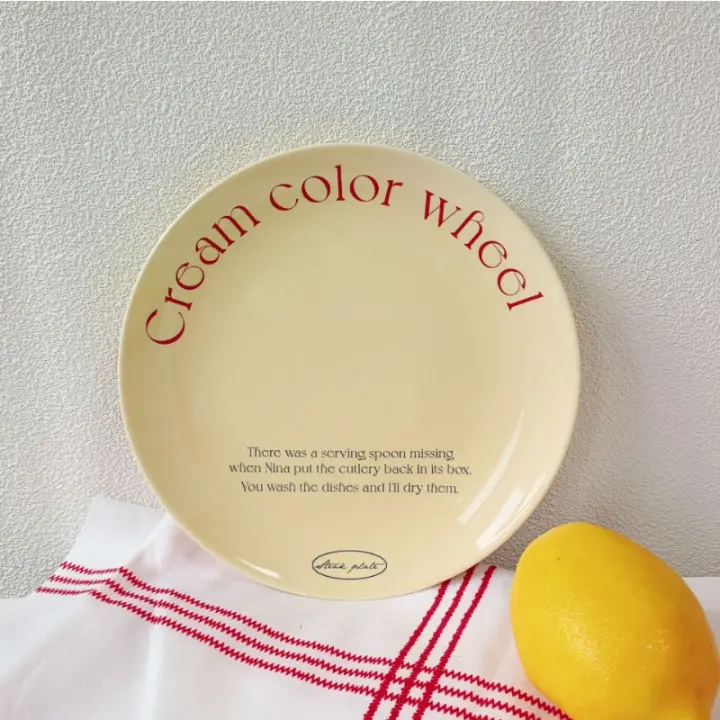 Cream color wheel
There was a serving spoon missing
when Nina put the cutlery back in its box.
You wash the dishes and I'll dry them.
Steak plate